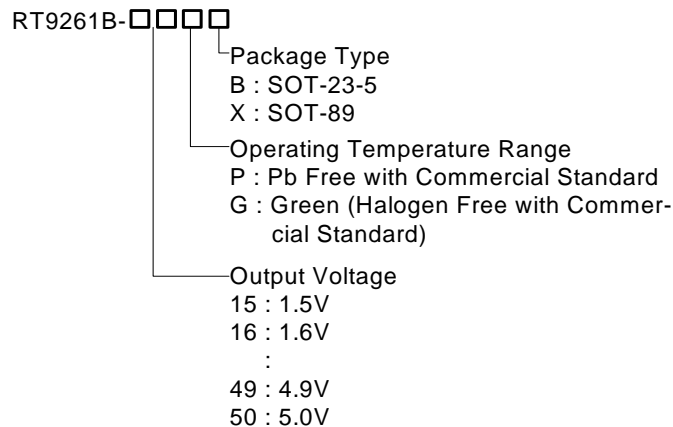 RT9261B-□□□□
Package Type
B : SOT-23-5
X : SOT-89
Operating Temperature Range
P : Pb Free with Commercial Standard
G : Green (Halogen Free with Commer-
cial Standard)
Output Voltage
15 : 1.5V
16 : 1.6V
:
49 : 4.9V
50 : 5.0V